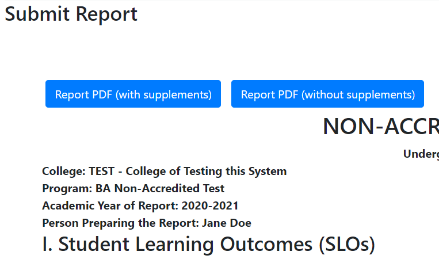 Submit Report
Report PDF (with supplements) Report PDF (without supplements)
NON-ACCR
Underg
College: TEST - College of Testing this System
Program: BA Non-Accredited Test
Academic Year of Report: 2020-2021
Person Preparing the Report: Jane Doe
I. Student Learning Outcomes (SLOs)